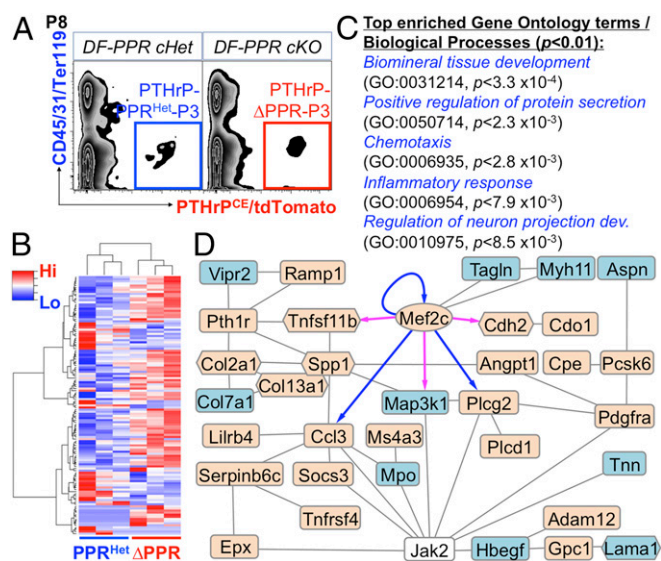 A
P8
DF-PPR cHet
DF-PPR cKO
CD45/31/Ter119
PTHrP-
PPRHet-P3
PTHrP-
ΔPPR-P3
PTHrPCE/tdTomato
C
Top enriched Gene Ontology terms /
Biological Processes (p<0.01):
Biomineral tissue development
(GO:0031214, p<3.3 x10-4)
Positive regulation of protein secretion
(GO:0050714, p<2.3 x10-3)
Chemotaxis
(GO:0006935, p<2.8 x10-3)
Inflammatory response
(GO:0006954, p<7.9 x10-3)
Regulation of neuron projection dev.
(GO:0010975, p<8.5 x10-3)
B
Hi
Lo
PPRHet
ΔPPR
D
Vipr2
Ramp1
Tagln
Myh11
Aspn
Pth1r
Tnfsf11b
Mef2c
Cdh2
Cdo1
Col2a1
Spp1
Angpt1
Cpe
Pcsk6
Col13a1
Col7a1
Map3k1
Plcg2
Pdgfra
Lilrb4
Ccl3
Ms4a3
Plcd1
Serpinb6c
Socs3
Mpo
Tnn
Tnfrsf4
Adam12
Epx
Jak2
Hbegf
Gpc1
Lama1